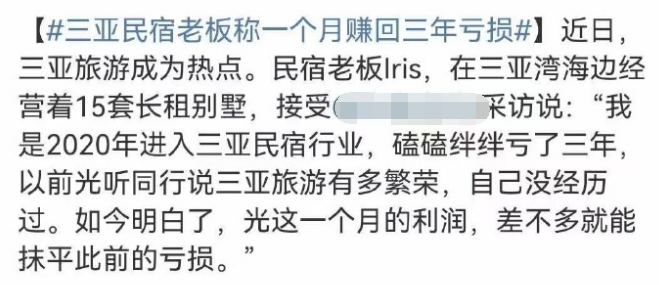 【#三亚民宿老板称一个月赚回三年亏损#】近日，
三亚旅游成为热点。民宿老板Iris，在三亚湾海边经
营着15套长租别墅，接受采访说：“我
是2020年进入三亚民宿行业，磕磕绊绊亏了三年，
以前光听同行说三亚旅游有多繁荣，自己没经历
过。如今明白了，光这一个月的利润，差不多就能
抹平此前的亏损。”